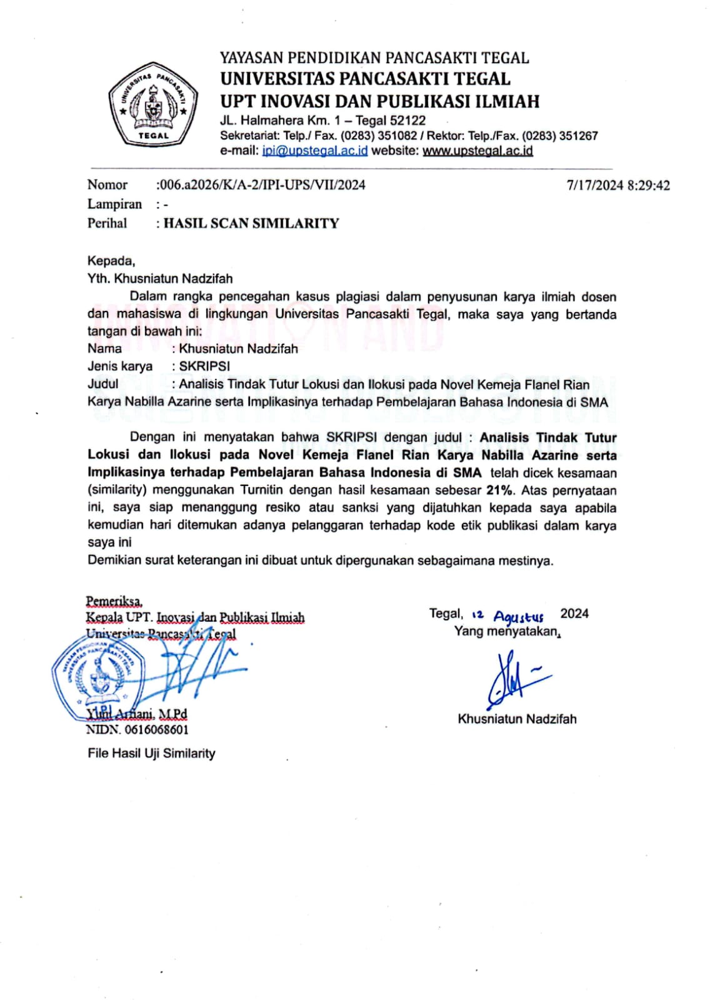 YAYASAN PENDIDIKAN PANCASAKTI TEGAL
UNIVERSITAS PANCASAKTI TEGAL
UPT INOVASI DAN PUBLIKASI ILMIAH
JL. Halmahera Km. 1 – Tegal 52122
Sekretariat: Telp./ Fax. (0283) 351082 / Rektor: Telp./Fax. (0283) 351267
e-mail: ipi@upstegal.ac.id website: www.upstegal.ac.id
UNIVERSITAS PANCASAKTI
TEGAL
Nomor :006.a2026/K/A-2/IPI-UPS/VII/2024 7/17/2024 8:29:42
Lampiran : -
Perihal : HASIL SCAN SIMILARITY
Kepada,
Yth. Khusniatun Nadzifah
Dalam rangka pencegahan kasus plagiasi dalam penyusunan karya ilmiah dosen
dan mahasiswa di lingkungan Universitas Pancasakti Tegal, maka saya yang bertanda
tangan di bawah ini:
Nama : Khusniatun Nadzifah
Jenis karya : SKRIPSI
Judul : Analisis Tindak Tutur Lokusi dan Ilokusi pada Novel Kemeja Flanel Rian
Karya Nabilla Azarine serta Implikasinya terhadap Pembelajaran Bahasa Indonesia di SMA
Dengan ini menyatakan bahwa SKRIPSI dengan judul : Analisis Tindak Tutur
Lokusi dan Ilokusi pada Novel Kemeja Flanel Rian Karya Nabilla Azarine serta
Implikasinya terhadap Pembelajaran Bahasa Indonesia di SMA telah dicek kesamaan
(similarity) menggunakan Turnitin dengan hasil kesamaan sebesar 21%. Atas pernyataan
ini, saya siap menanggung resiko atau sanksi yang dijatuhkan kepada saya apabila
kemudian hari ditemukan adanya pelanggaran terhadap kode etik publikasi dalam karya
saya ini
Demikian surat keterangan ini dibuat untuk dipergunakan sebagaimana mestinya.
Pemeriksa,
Kepala UPT. Inovasi dan Publikasi Ilmiah
Universitas Pancasakti Tegal
YAYASAN PENDIDIKAN PANCASAKTI
UNIVERSITAS PANCASAKTI TEGAL
IPI
Yuni Arfiani, M.Pd
NIDN. 0616068601
Tegal, 12 Agustus 2024
Yang menyatakan,
Khusniatun Nadzifah
File Hasil Uji Similarity